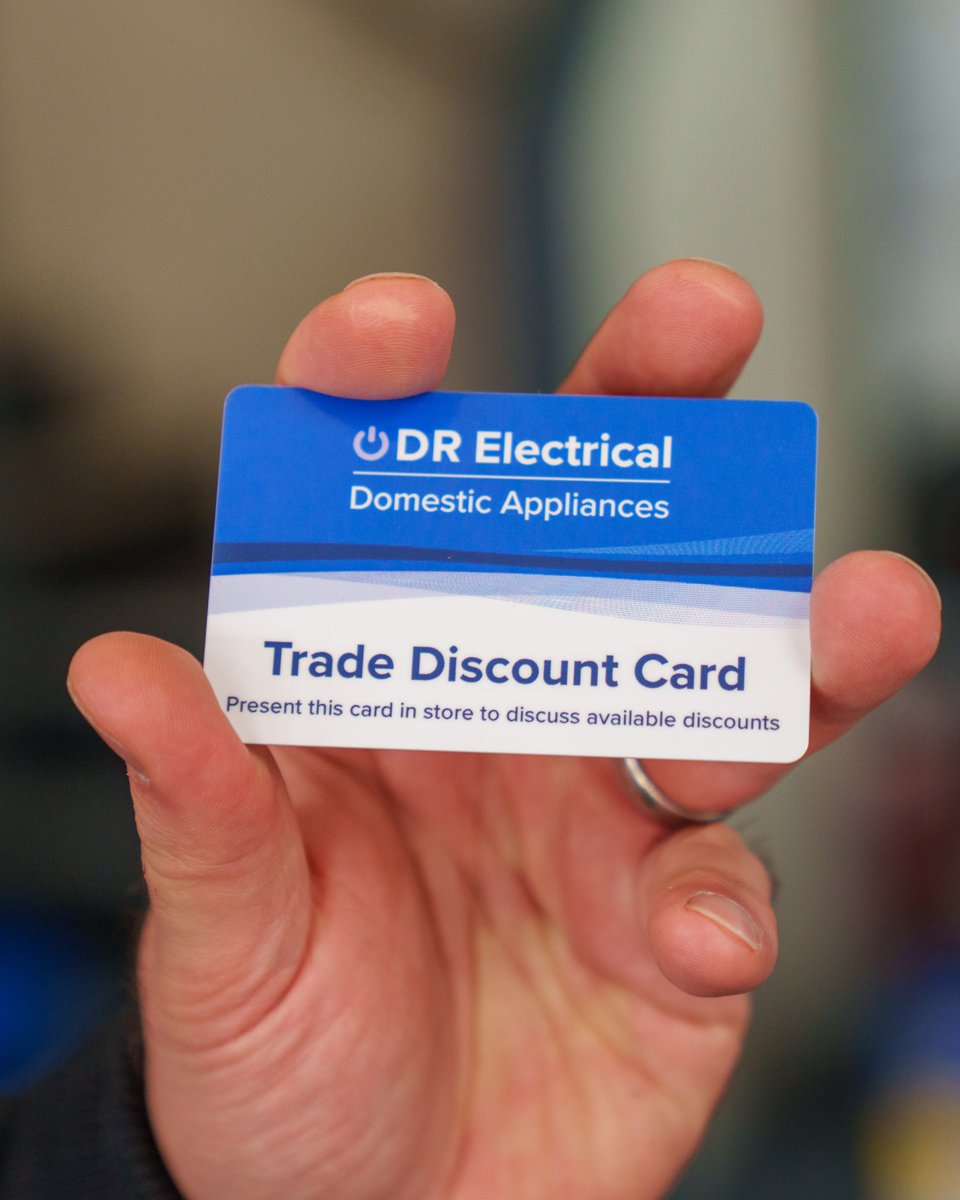 DR Electrical
Domestic Appliances
Trade Discount Card
Present this card in store to discuss available discounts